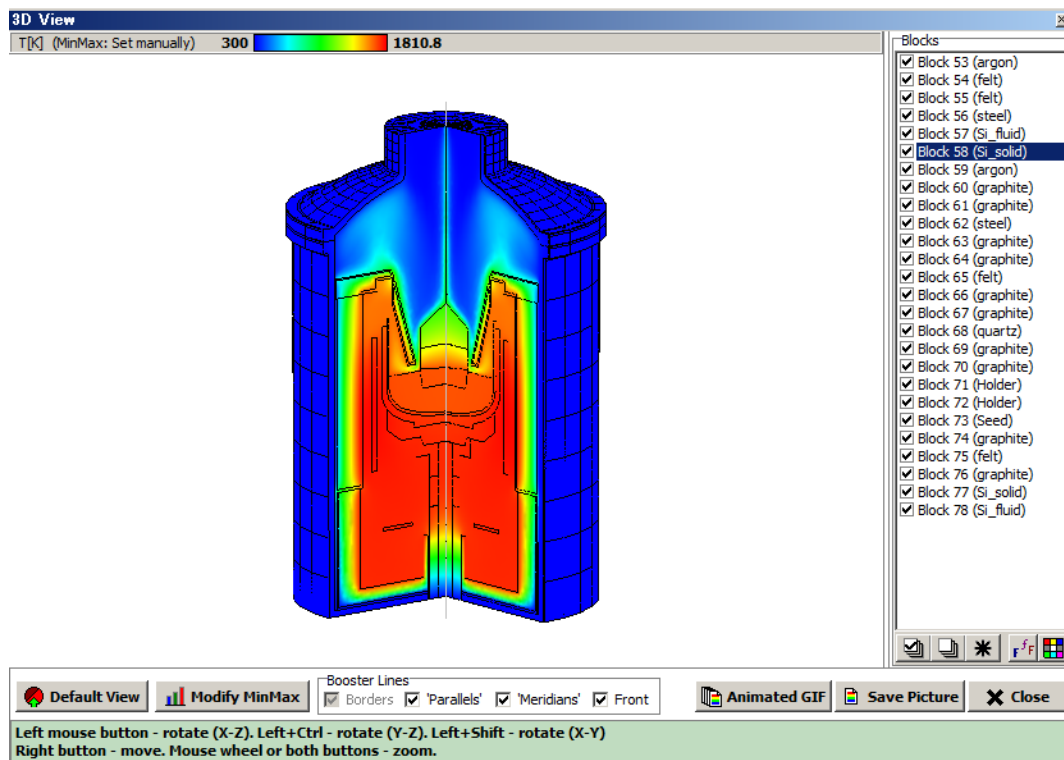 3D View
T[K] (MinMax: Set manually) 300 1810.8
Blocks
Block 53 (argon)
Block 54 (felt)
Block 55 (felt)
Block 56 (steel)
Block 57 (Si_fluid)
Block 58 (Si_solid)
Block 59 (argon)
Block 60 (graphite)
Block 61 (graphite)
Block 62 (steel)
Block 63 (graphite)
Block 64 (graphite)
Block 65 (felt)
Block 66 (graphite)
Block 67 (graphite)
Block 68 (quartz)
Block 69 (graphite)
Block 70 (graphite)
Block 71 (Holder)
Block 72 (Holder)
Block 73 (Seed)
Block 74 (graphite)
Block 75 (felt)
Block 76 (graphite)
Block 77 (Si_solid)
Block 78 (Si_fluid)
F f F
Default View Modify MinMax
Booster Lines
Borders 'Parallels' 'Meridians' Front
Animated GIF Save Picture Close
Left mouse button - rotate (X-Z). Left+Ctrl - rotate (Y-Z). Left+Shift - rotate (X-Y)
Right button - move. Mouse wheel or both buttons - zoom.